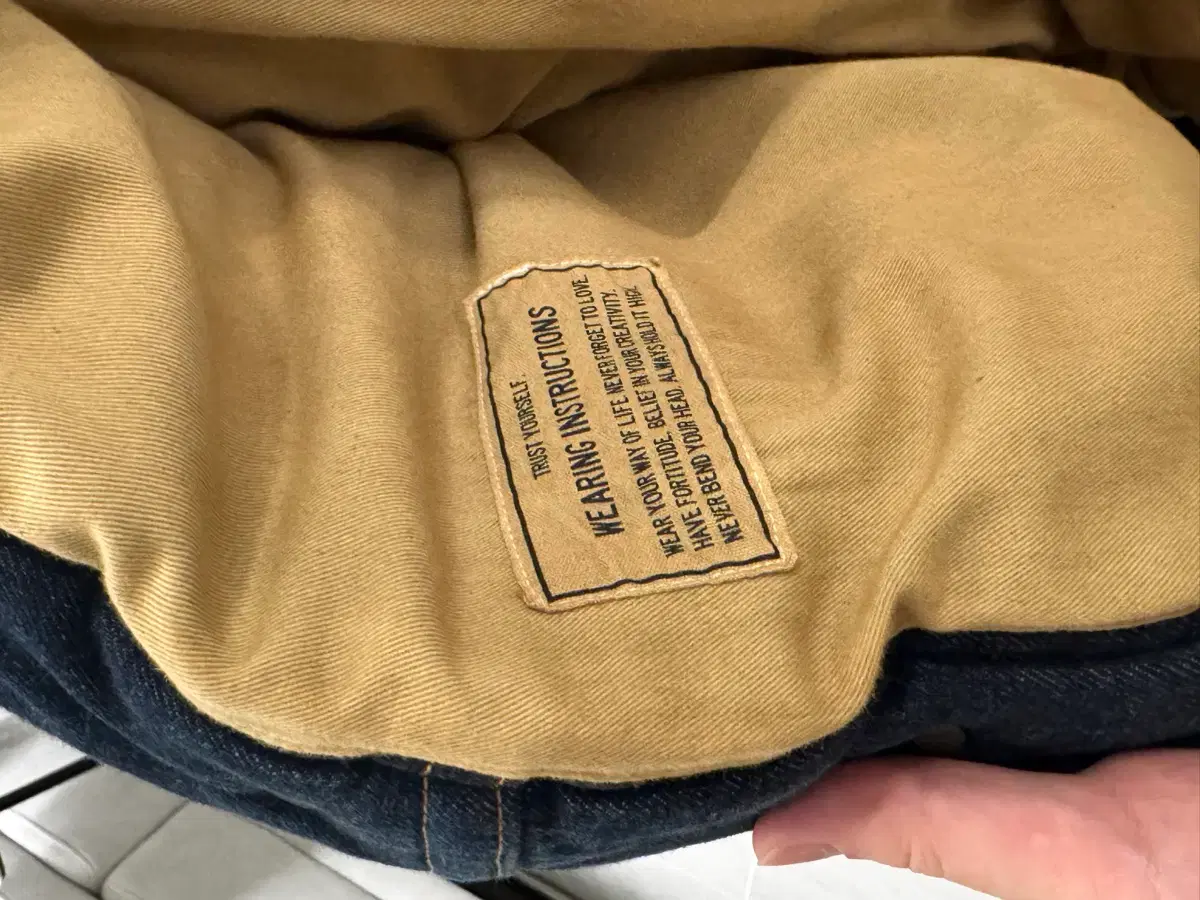 TRUST YOURSELF.
WEARING INSTRUCTIONS
WEAR YOUR WAY OF LIFE. NEVER FORGET TO LOVE.
HAVE FORTITUDE. BELIEF IN YOUR CREATIVITY.
NEVER BEND YOUR HEAD. ALWAYS HOLD IT HIGH.